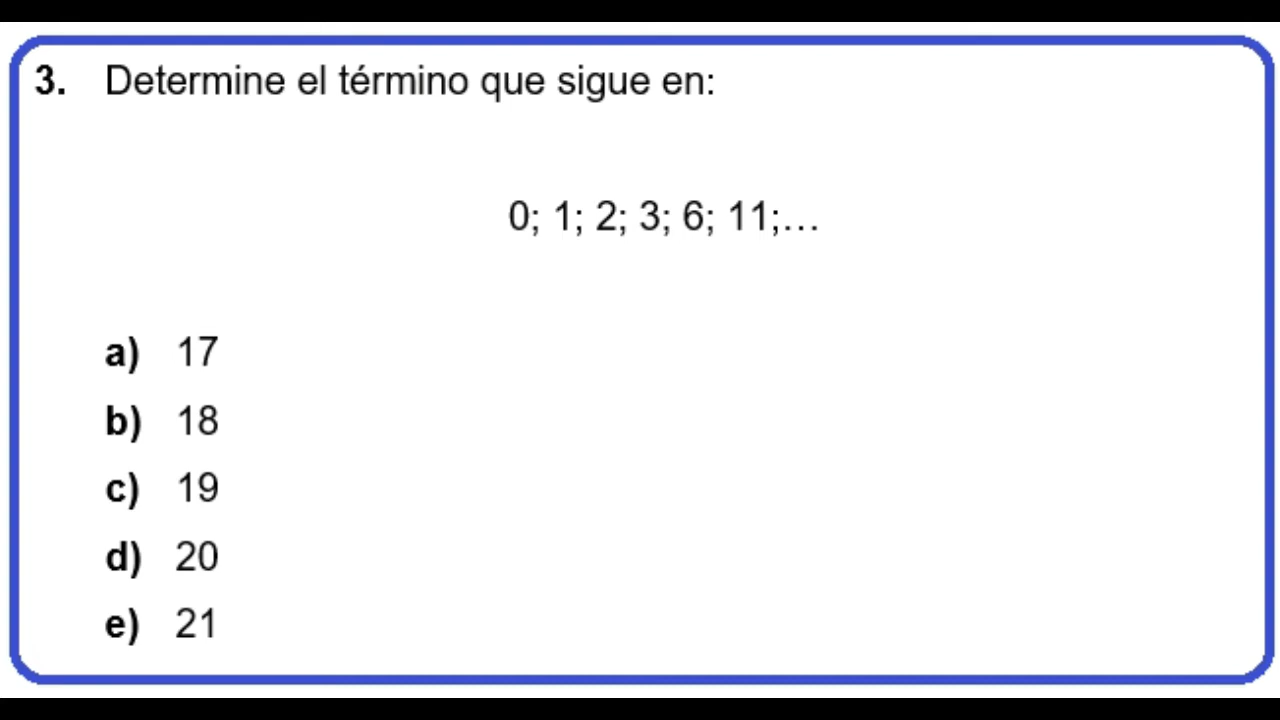 3. Determine el término que sigue en:
0; 1; 2; 3; 6; 11;...
a) 17
b) 18
c) 19
d) 20
e) 21